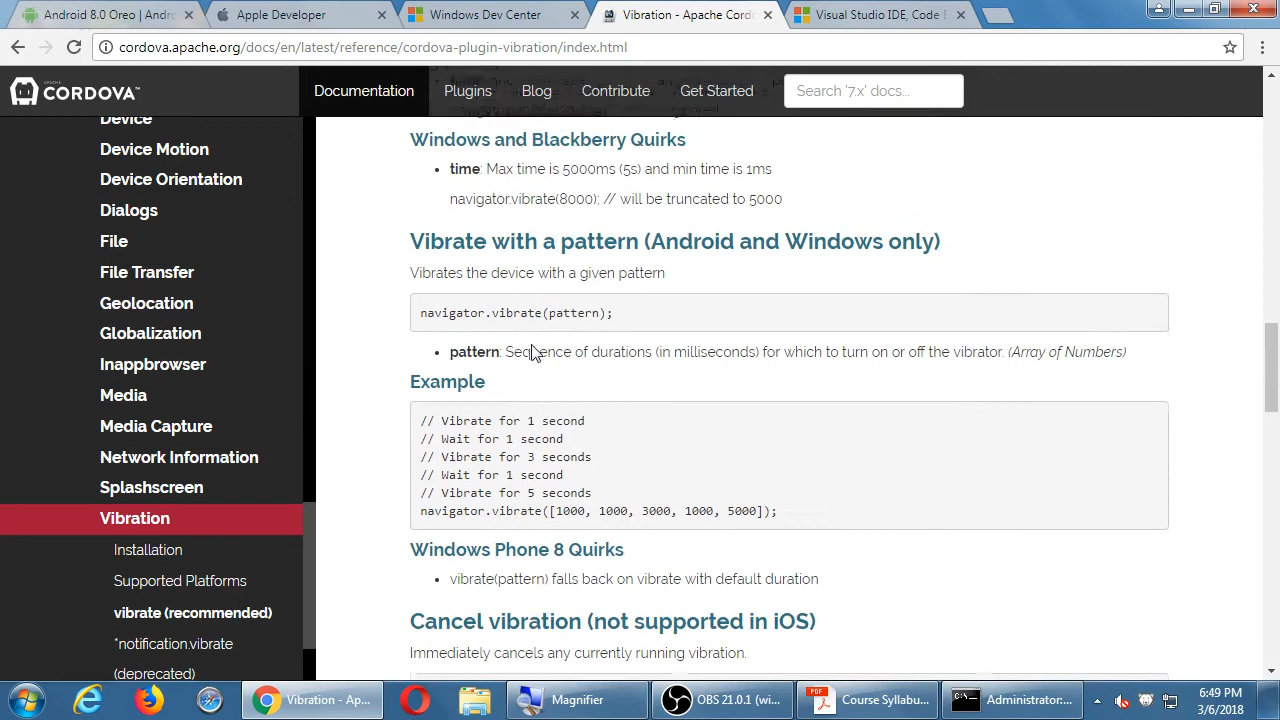 Android 8.0 Oreo | Andro
Apple Developer
Windows Dev Center
Vibration - Apache Cordo
Visual Studio IDE, Code E
cordova.apache.org/docs/en/latest/reference/cordova-plugin-vibration/index.html
APACHE
CORDOVA™
Documentation
Plugins
Blog
Contribute
Get Started
Search '7.x' docs...
Device
Device Motion
Device Orientation
Dialogs
File
File Transfer
Geolocation
Globalization
Inappbrowser
Media
Media Capture
Network Information
Splashscreen
Vibration
Installation
Supported Platforms
vibrate (recommended)
*notification.vibrate
(deprecated)
Windows and Blackberry Quirks
• time: Max time is 5000ms (5s) and min time is 1ms
navigator.vibrate(8000); // will be truncated to 5000
Vibrate with a pattern (Android and Windows only)
Vibrates the device with a given pattern
navigator.vibrate(pattern);
• pattern: Sequence of durations (in milliseconds) for which to turn on or off the vibrator. (Array of Numbers)
Example
// Vibrate for 1 second
// Wait for 1 second
// Vibrate for 3 seconds
// Wait for 1 second
// Vibrate for 5 seconds
navigator.vibrate([1000, 1000, 3000, 1000, 5000]);
Windows Phone 8 Quirks
• vibrate(pattern) falls back on vibrate with default duration
Cancel vibration (not supported in iOS)
Immediately cancels any currently running vibration.
Vibration - Ap...
Magnifier
OBS 21.0.1 (wi...
PDF
Course Syllabu...
Administrator:...
6:49 PM
3/6/2018